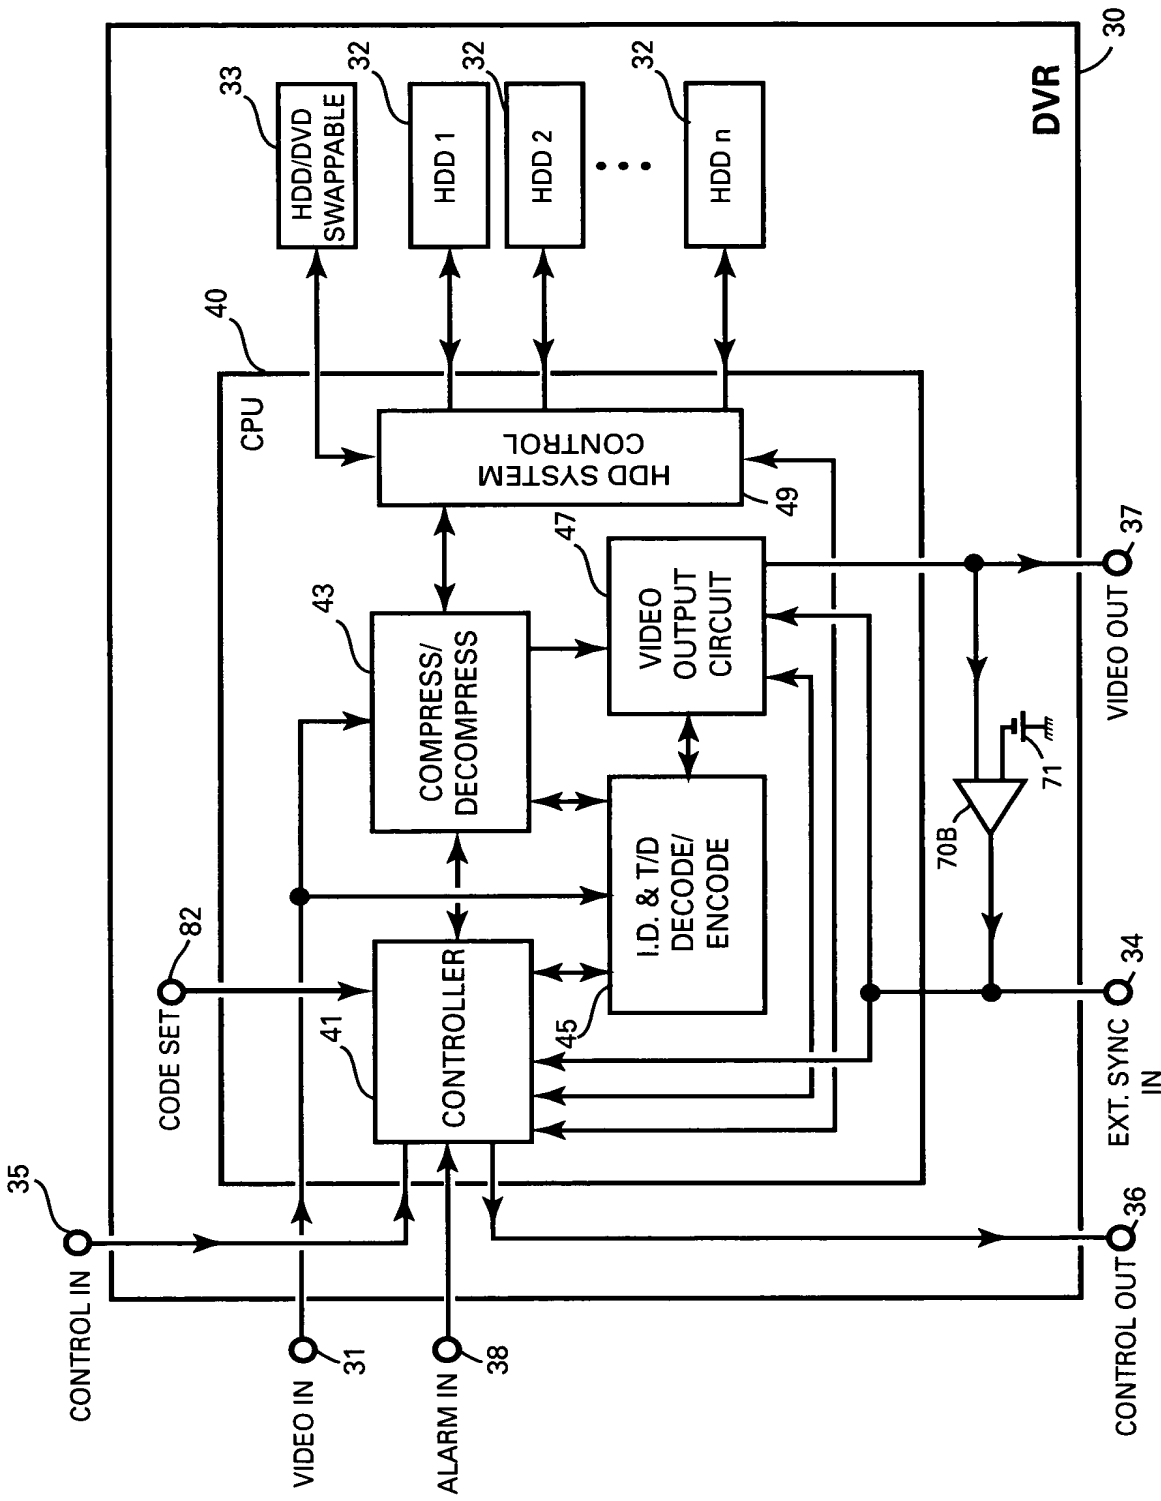 CONTROL IN
35
CODE SET
82
CPU
40
33
HDD/DVD
SWAPPABLE
VIDEO IN
31
ALARM IN
38
41
CONTROLLER
43
COMPRESS/
DECOMPRESS
HDD SYSTEM
CONTROL
49
32
HDD 1
32
HDD 2
32
HDD n
45
I.D. & T/D
DECODE/
ENCODE
47
VIDEO
OUTPUT
CIRCUIT
70B
71
DVR
30
CONTROL OUT
36
EXT. SYNC
IN
34
VIDEO OUT
37